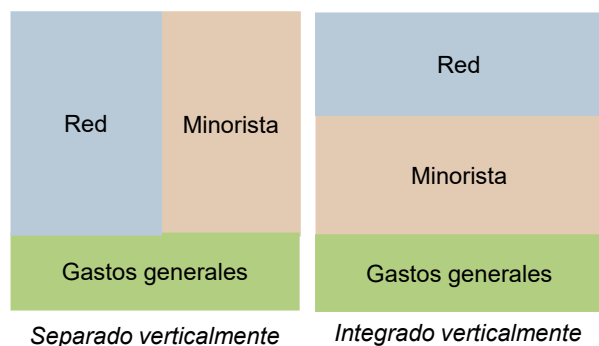 Red
Minorista
Gastos generales
Separado verticalmente
Red
Minorista
Gastos generales
Integrado verticalmente